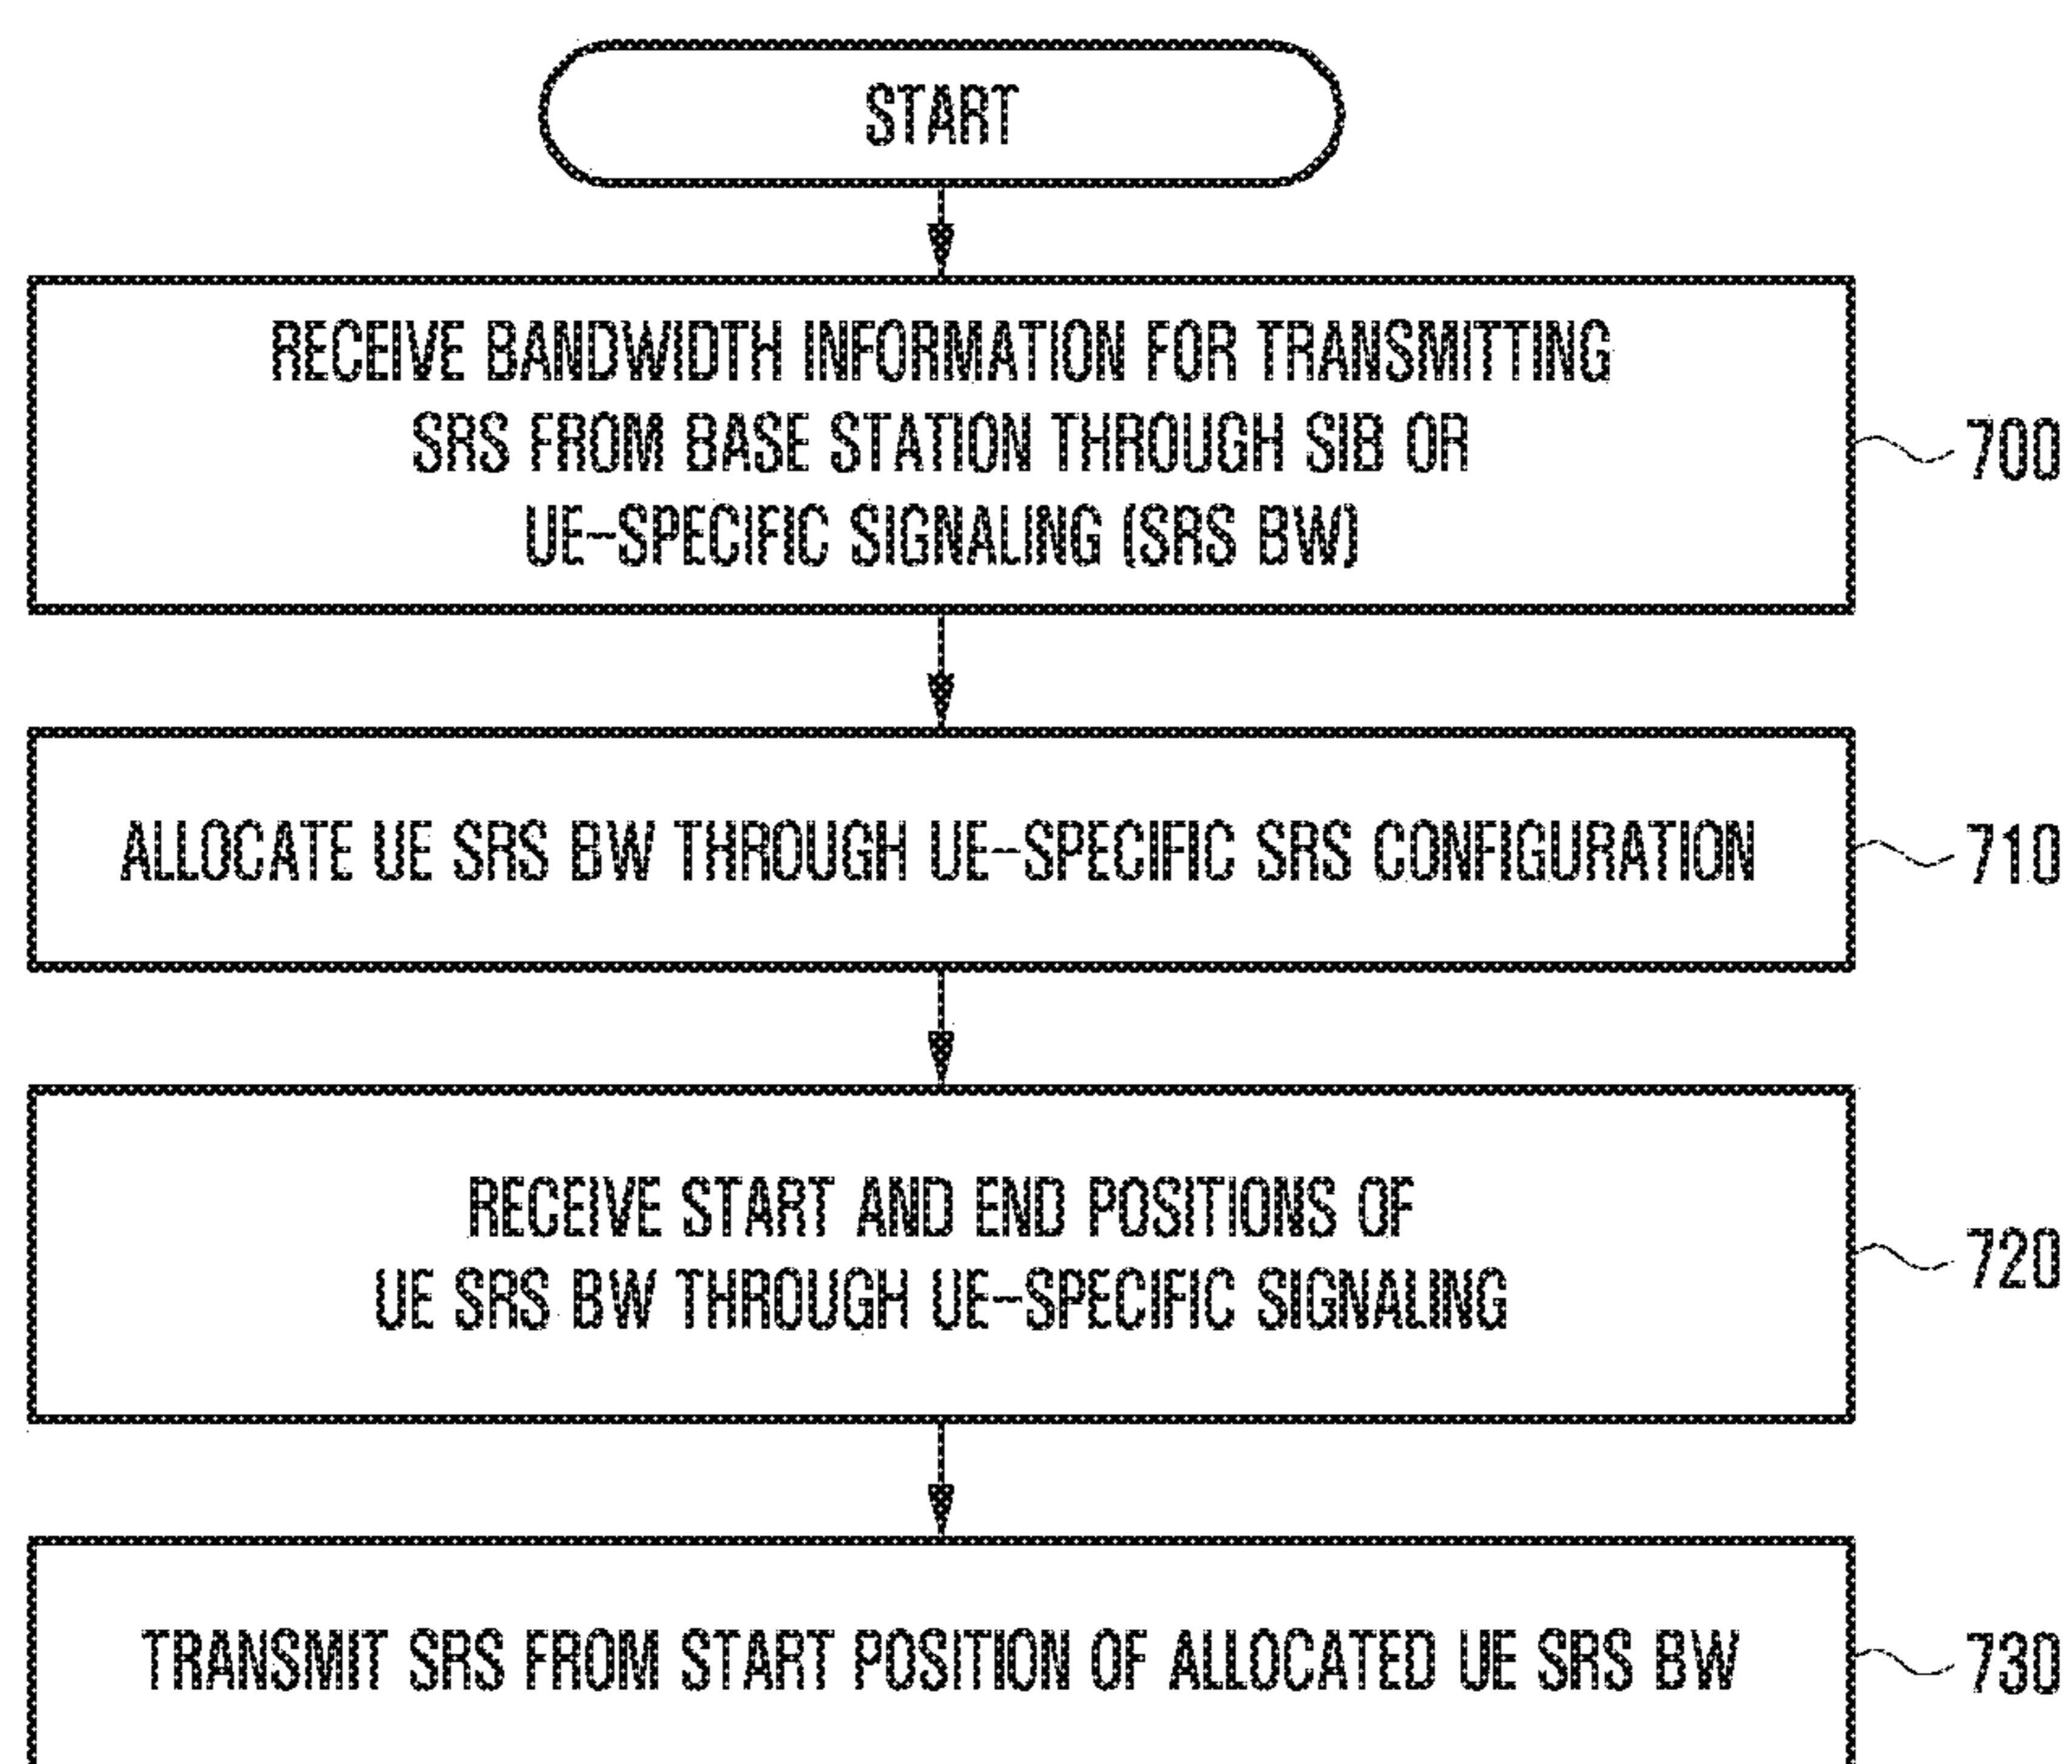 START
RECEIVE BANDWIDTH INFORMATION FOR TRANSMITTING
SRS FROM BASE STATION THROUGH SIB OR
UE-SPECIFIC SIGNALING (SRS BW)
700
ALLOCATE UE SRS BW THROUGH UE-SPECIFIC SRS CONFIGURATION
710
RECEIVE START AND END POSITIONS OF
UE SRS BW THROUGH UE-SPECIFIC SIGNALING
720
TRANSMIT SRS FROM START POSITION OF ALLOCATED UE SRS BW
730